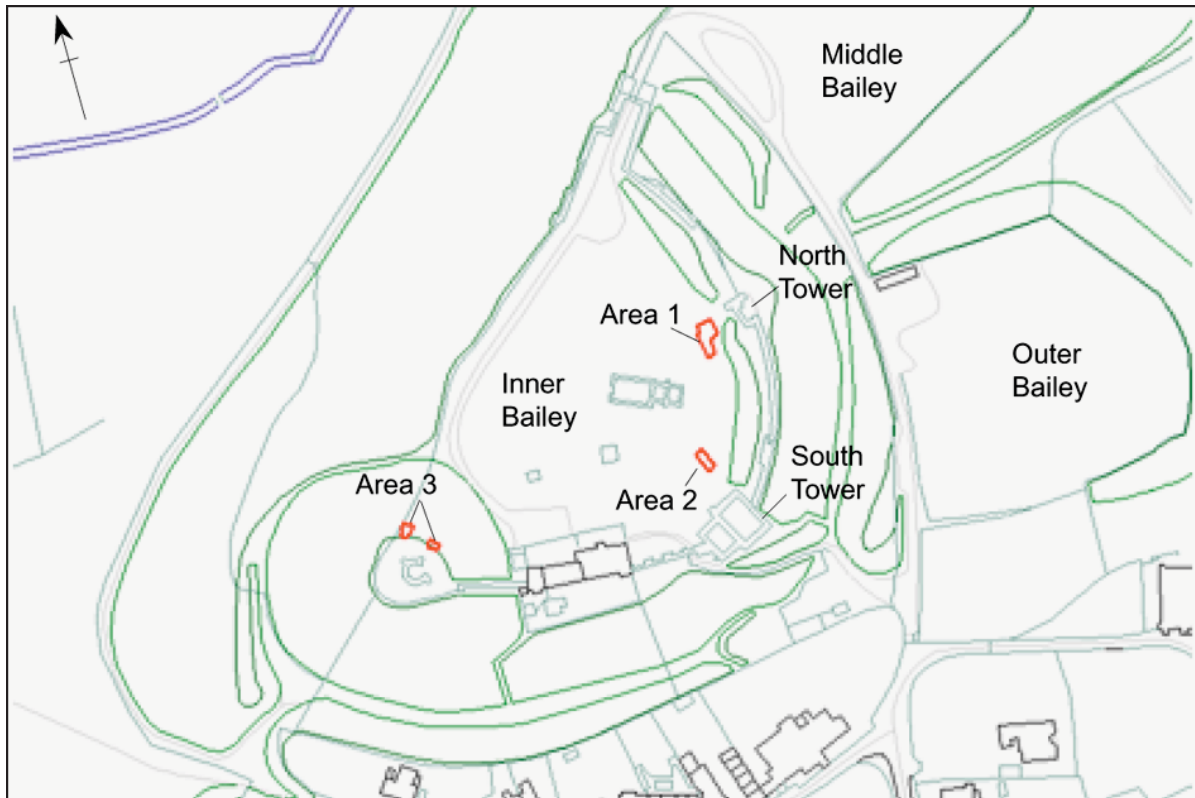 Middle
Bailey
North
Tower
Area 1
Outer
Bailey
Inner
Bailey
South
Tower
Area 2
Area 3